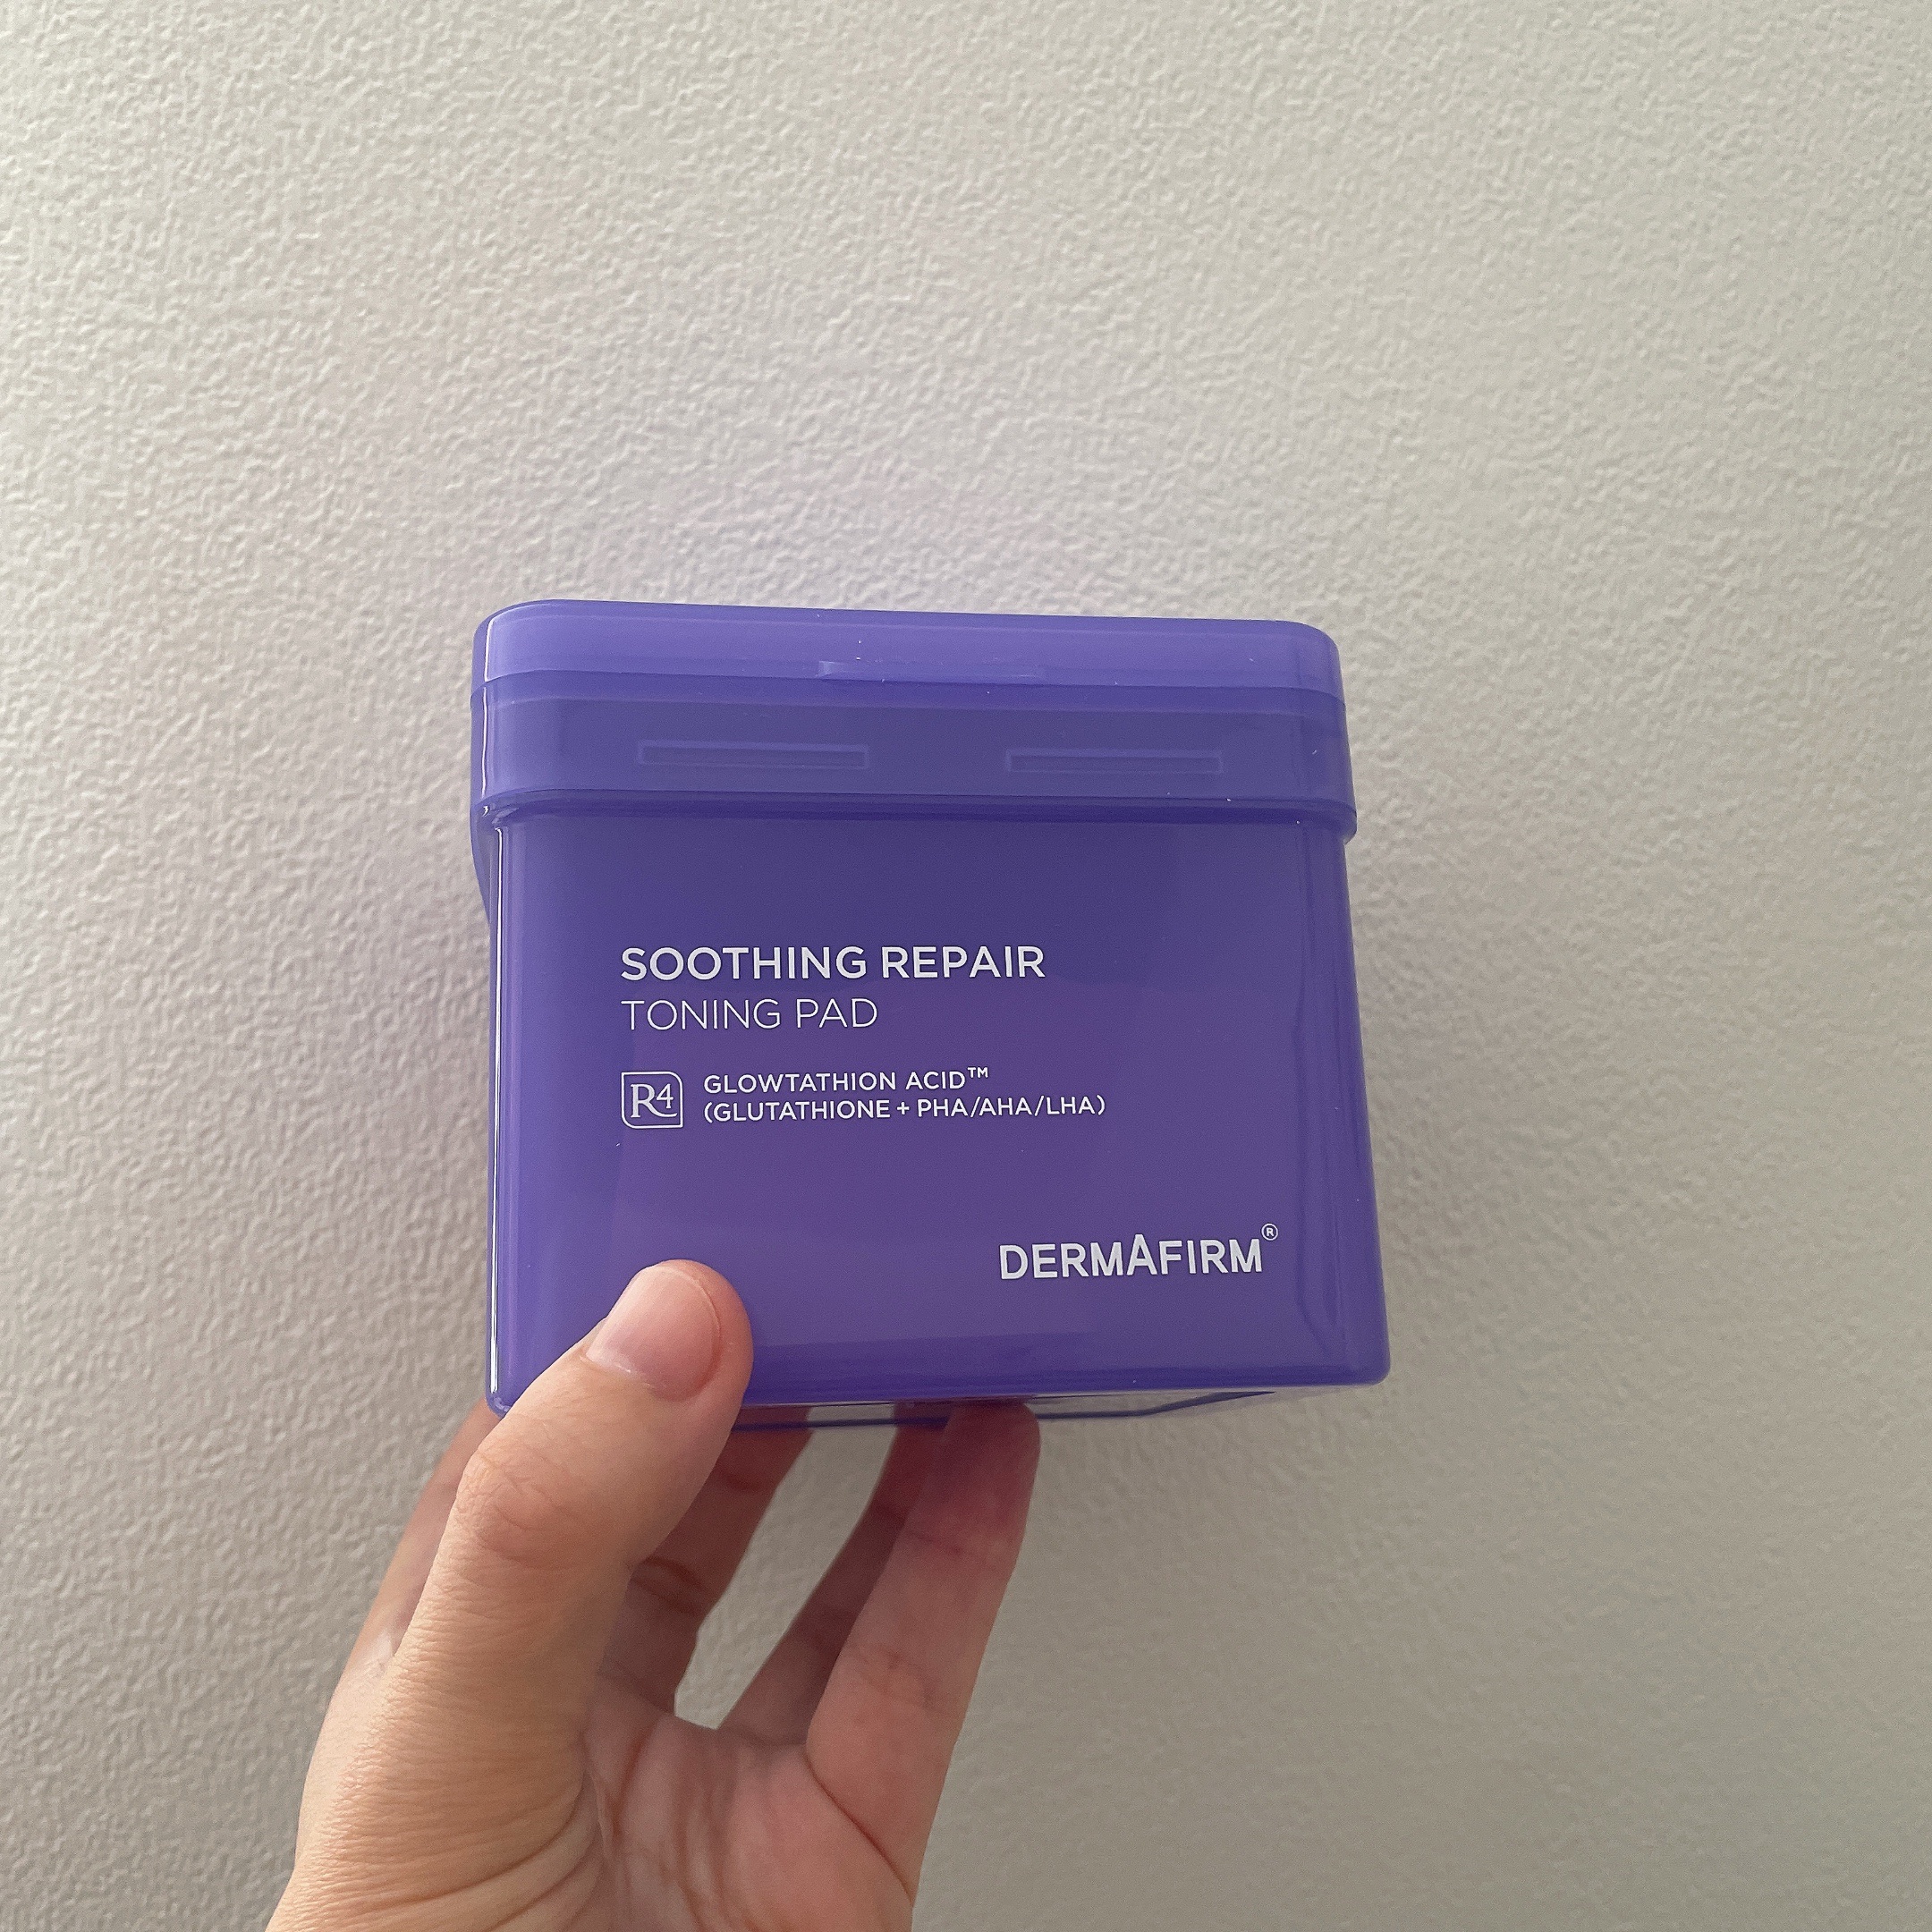 SOOTHING REPAIR
TONING PAD
R4
GLOWTATHION ACID™
(GLUTATHIONE + PHA/AHA/LHA)
DERMAFIRM®